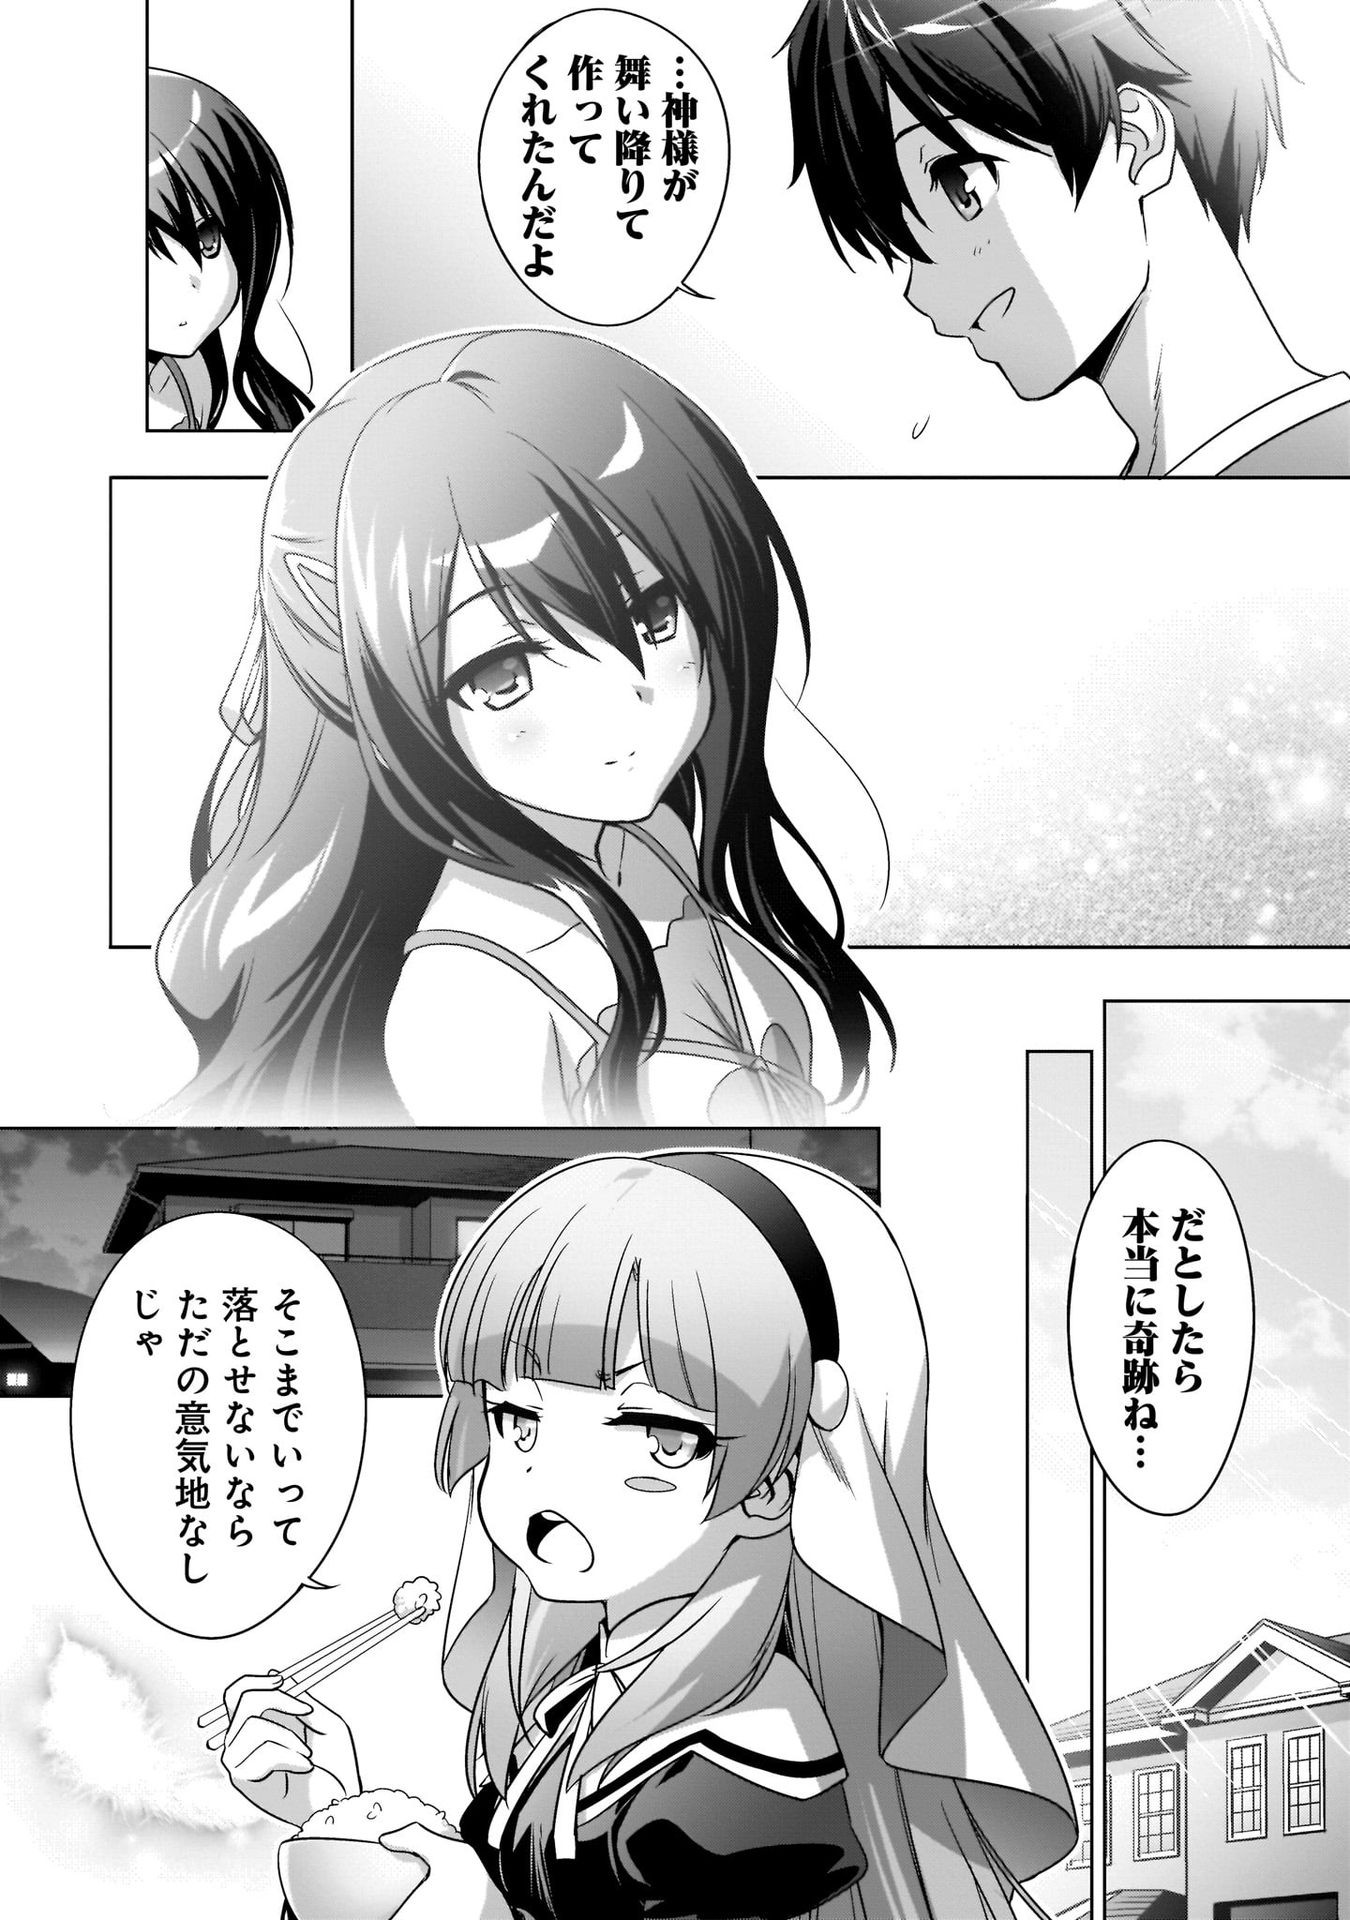 …神様が
舞い降りて
作って
くれたんだよ
だとしたら
本当に奇跡ね…
そこまでいって
落とせないなら
ただの意気地なし
じゃ